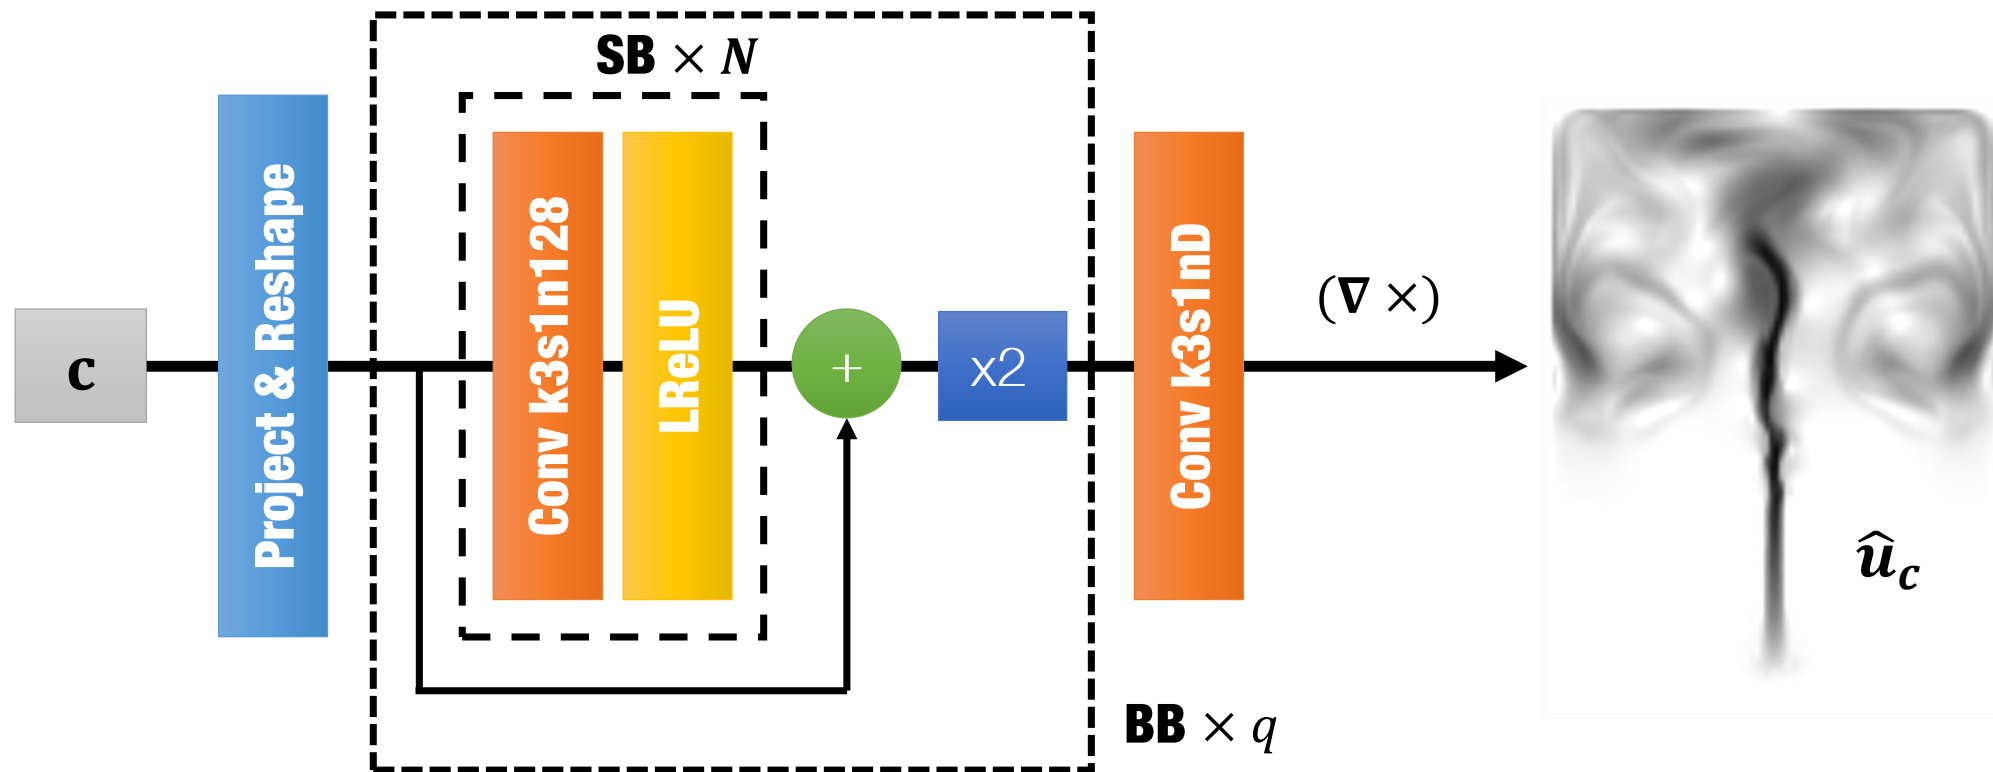 SB × N
c
Project & Reshape
Conv k3s1n128
LReLU
+
x2
Conv k3s1nD
(∇ ×)
û_c
BB × q